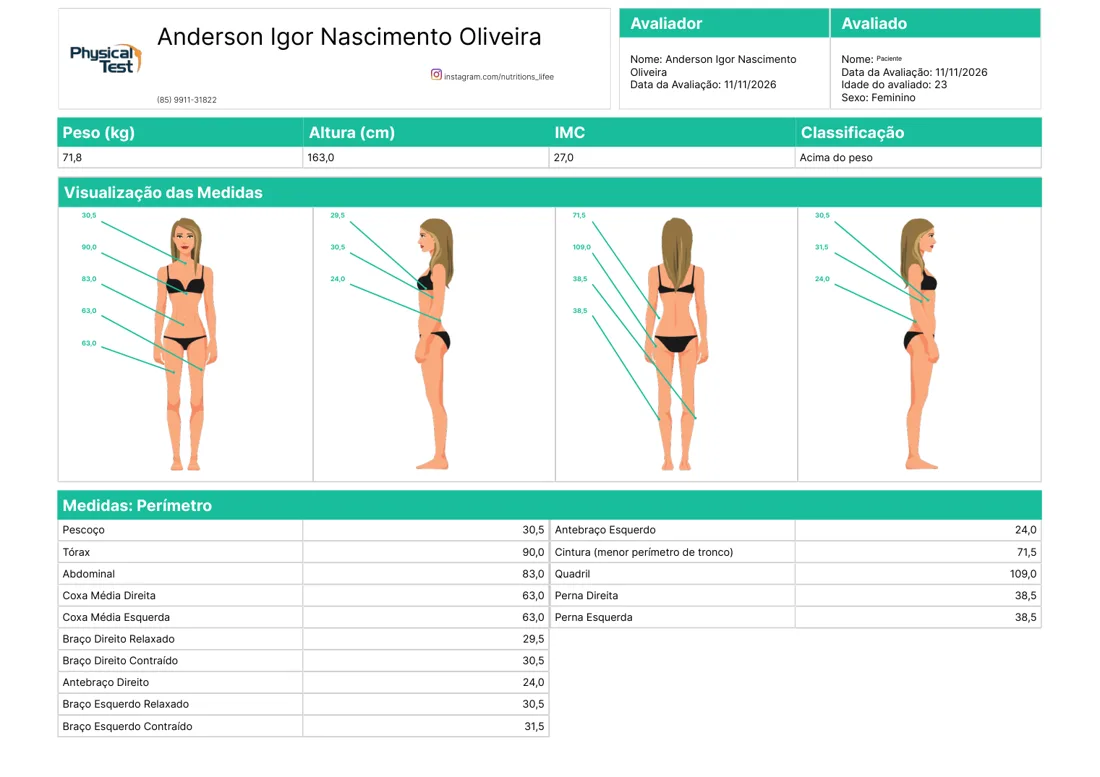 Physical Test
Anderson Igor Nascimento Oliveira
instagram.com/nutritions_lifee
(85) 9911-31822
Avaliador
Nome: Anderson Igor Nascimento
Oliveira
Data da Avaliação: 11/11/2026
Avaliado
Nome: Paciente
Data da Avaliação: 11/11/2026
Idade do avaliado: 23
Sexo: Feminino
Peso (kg) Altura (cm) IMC Classificação
71,8 163,0 27,0 Acima do peso
Visualização das Medidas
30,5
90,0
83,0
63,0
63,0
29,5
30,5
24,0
71,5
109,0
38,5
38,5
30,5
31,5
24,0
Medidas: Perímetro
Pescoço 30,5 Antebraço Esquerdo 24,0
Tórax 90,0 Cintura (menor perímetro de tronco) 71,5
Abdominal 83,0 Quadril 109,0
Coxa Média Direita 63,0 Perna Direita 38,5
Coxa Média Esquerda 63,0 Perna Esquerda 38,5
Braço Direito Relaxado 29,5
Braço Direito Contraído 30,5
Antebraço Direito 24,0
Braço Esquerdo Relaxado 30,5
Braço Esquerdo Contraído 31,5